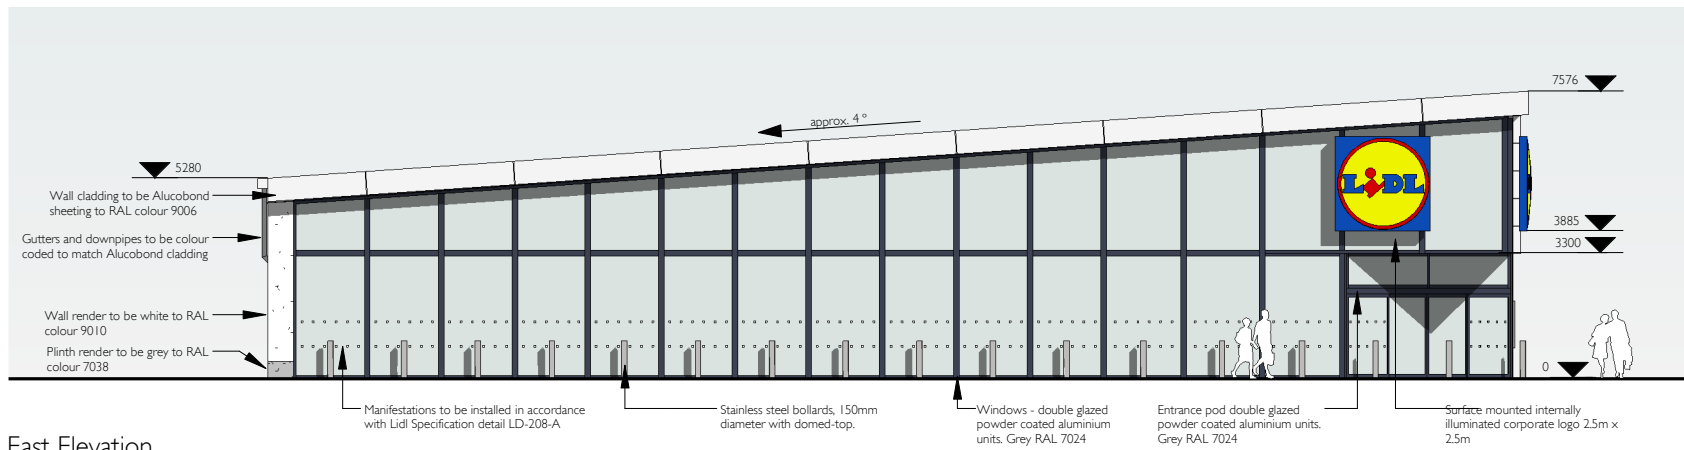 7576
approx. 4°
5280
Wall cladding to be Alucobond
sheeting to RAL colour 9006
LIDL
3885
Gutters and downpipes to be colour
coded to match Alucobond cladding
3300
Wall render to be white to RAL
colour 9010
Plinth render to be grey to RAL
colour 7038
0
Manifestations to be installed in accordance
with Lidl Specification detail LD-208-A
Stainless steel bollards, 150mm
diameter with domed-top.
Windows - double glazed
powder coated aluminium
units. Grey RAL 7024
Entrance pod double glazed
powder coated aluminium units.
Grey RAL 7024
Surface mounted internally
illuminated corporate logo 2.5m x
2.5m
East Elevation